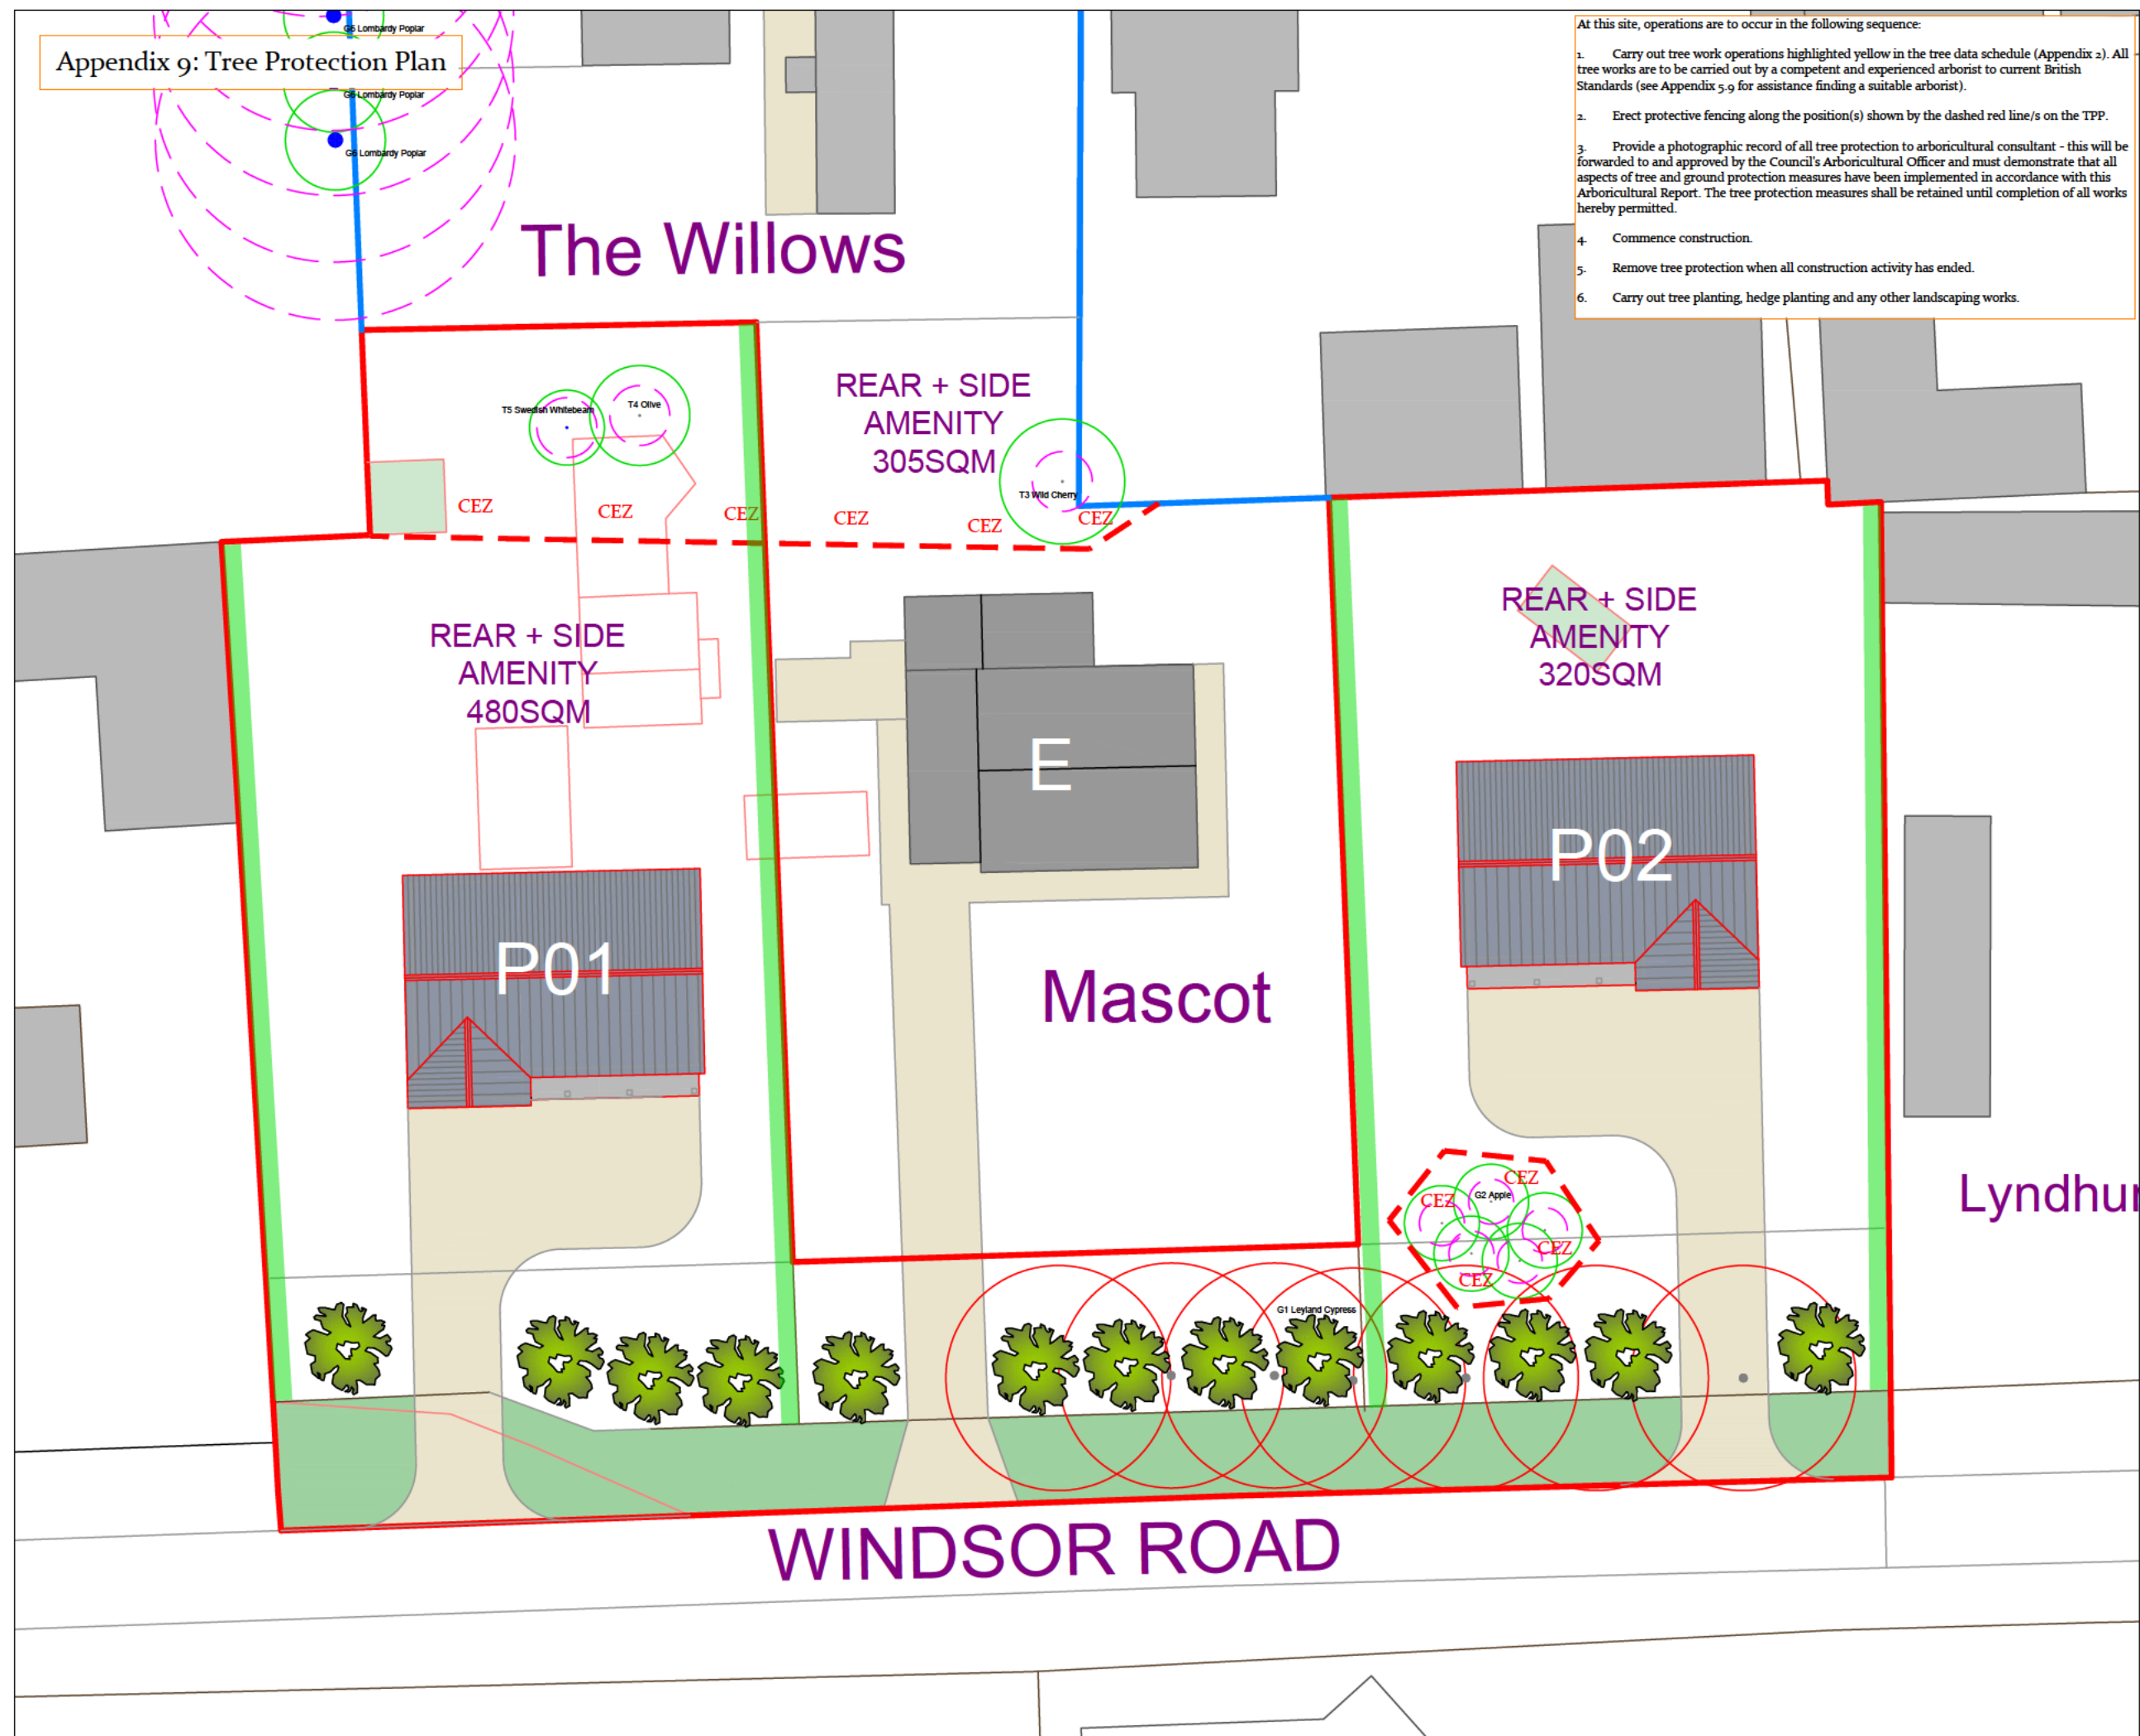 Appendix 9: Tree Protection Plan
G6 Lombardy Poplar
G6 Lombardy Poplar
G6 Lombardy Poplar
At this site, operations are to occur in the following sequence:
1. Carry out tree work operations highlighted yellow in the tree data schedule (Appendix 2). All
tree works are to be carried out by a competent and experienced arborist to current British
Standards (see Appendix 5.9 for assistance finding a suitable arborist).
2. Erect protective fencing along the position(s) shown by the dashed red line/s on the TPP.
3. Provide a photographic record of all tree protection to arboricultural consultant - this will be
forwarded to and approved by the Council's Arboricultural Officer and must demonstrate that all
aspects of tree and ground protection measures have been implemented in accordance with this
Arboricultural Report. The tree protection measures shall be retained until completion of all works
hereby permitted.
4. Commence construction.
5. Remove tree protection when all construction activity has ended.
6. Carry out tree planting, hedge planting and any other landscaping works.
The Willows
T5 Swedish Whitebeam
T4 Olive
REAR + SIDE
AMENITY
305SQM
T3 Wild Cherry
CEZ
CEZ
CEZ
CEZ
CEZ
CEZ
REAR + SIDE
AMENITY
480SQM
REAR + SIDE
AMENITY
320SQM
E
P02
P01
Mascot
Lyndhur
CEZ
G2 Apple
CEZ
CEZ
CEZ
G1 Leyland Cypress
WINDSOR ROAD